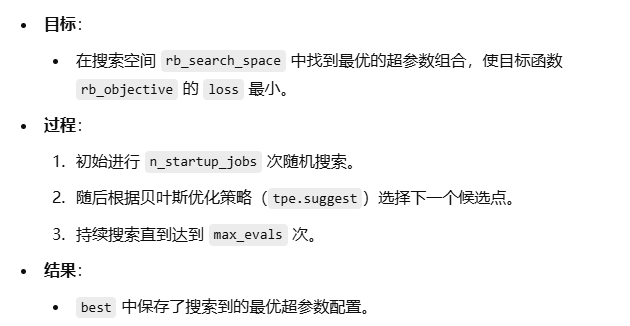 • 目标：
• 在搜索空间 rb_search_space 中找到最优的超参数组合，使目标函数
rb_objective 的 loss 最小。
• 过程：
1. 初始进行 n_startup_jobs 次随机搜索。
2. 随后根据贝叶斯优化策略（tpe.suggest）选择下一个候选点。
3. 持续搜索直到达到 max_evals 次。
• 结果：
• best 中保存了搜索到的最优超参数配置。